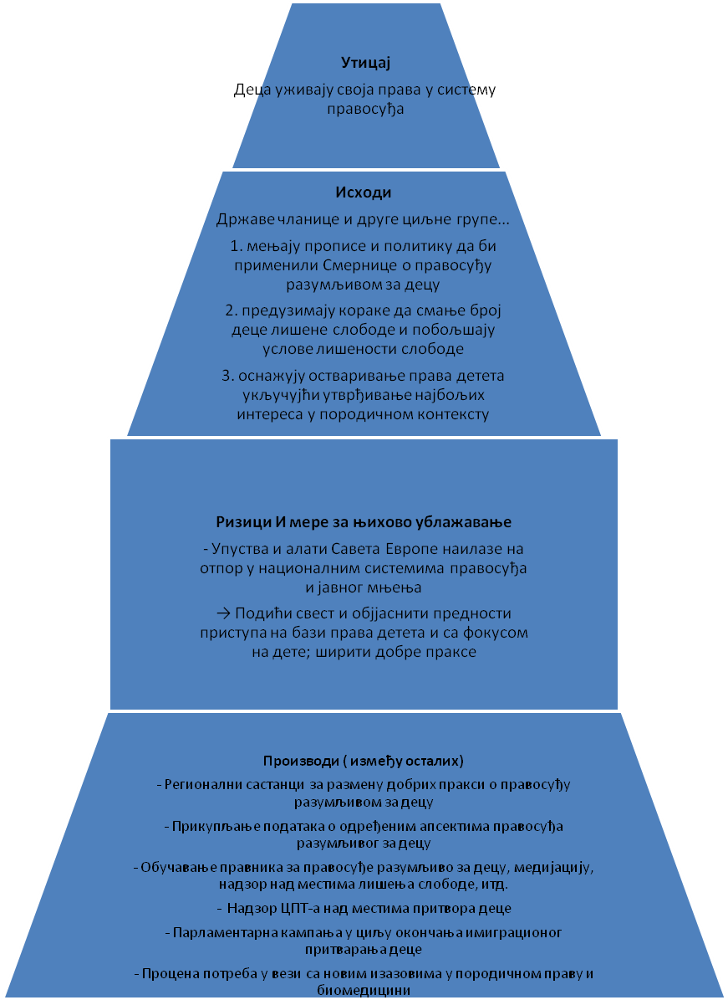 Утицај
Деца уживају своја права у систему
правосуђа
Исходи
Државе чланице и друге циљне групе...
1. мењају прописе и политику да би
применили Смернице о правосуђу
разумљивом за децу
2. предузимају кораке да смање број
деце лишене слободе и побољшају
услове лишености слободе
3. оснажују остваривање права детета
укључујћи утврђивање најбољих
интереса у породичном контексту
Ризици И мере за њихово ублажавање
- Упуства и алати Савета Европе наилазе на
отпор у националним системима правосуђа
и јавног мњења
→ Подићи свест и објјаснити предности
приступа на бази права детета и са фокусом
на дете; ширити добре праксе
Производи ( између осталих)
- Регионални састанци за размену добрих пракси о правосуђу
разумљивом за децу
- Прикупљање података о одређеним апсектима правосуђа
разумљивог за децу
- Обучавање правника за правосуђе разумљиво за децу, медијацију,
надзор над местима лишења слободе, итд.
- Надзор ЦПТ-а над местима притвора деце
- Парламентарна кампања у циљу окончања имиграционог
притварања деце
- Процена потреба у вези са новим изазовима у породичном праву и
биомедицини